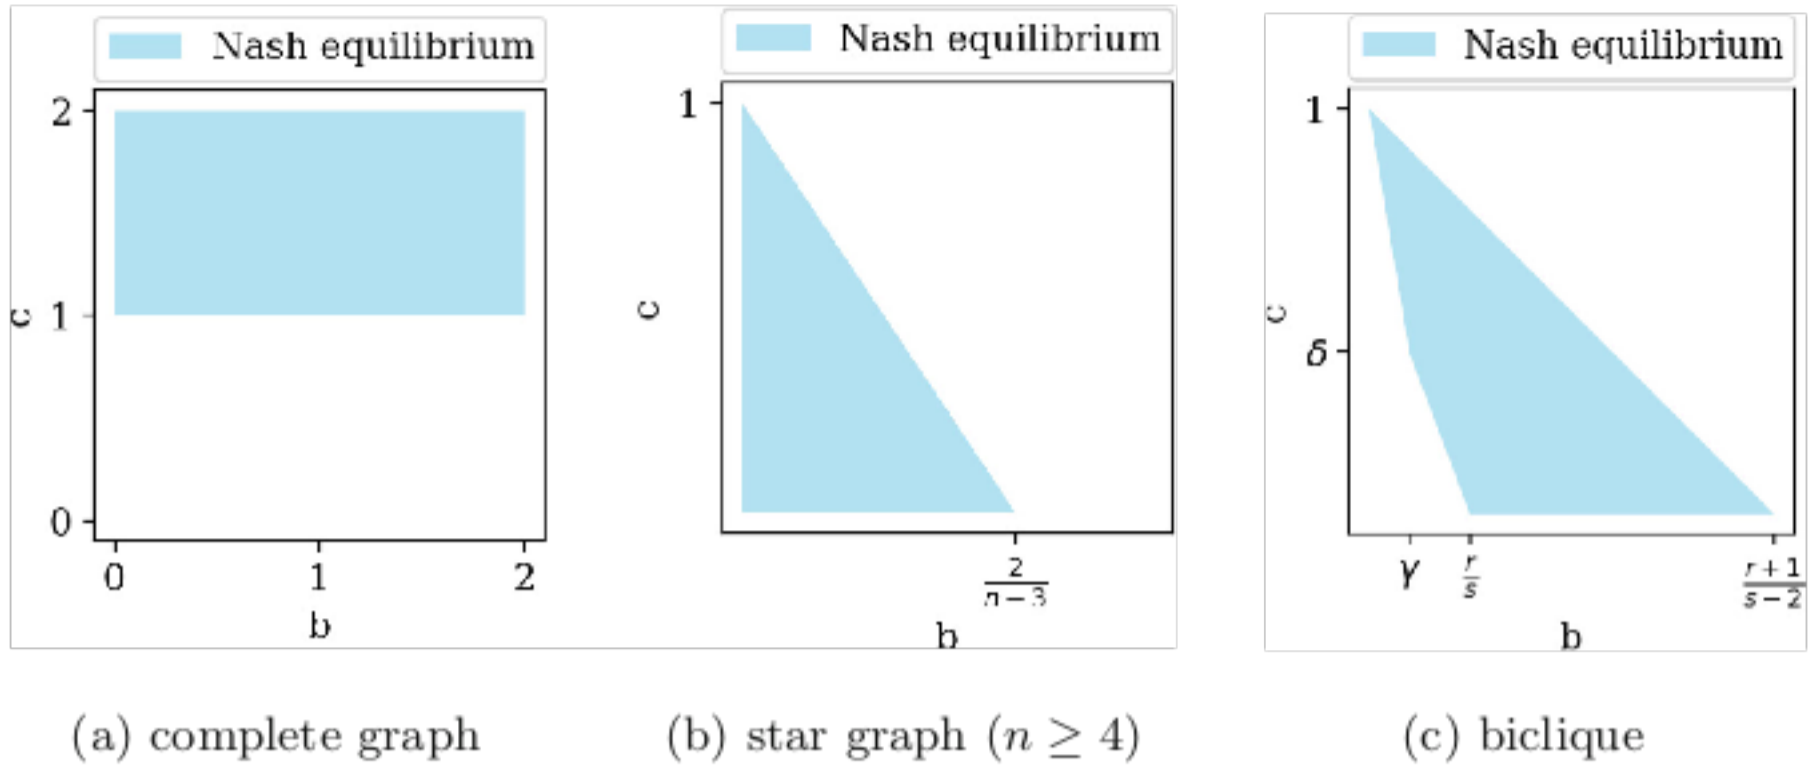 Nash equilibrium
2
c 1
0
0 1 2
b
(a) complete graph
Nash equilibrium
1
c
2/(n − 3)
b
(b) star graph (n ≥ 4)
Nash equilibrium
1
c
δ
γ r/s (r + 1)/(s − 2)
b
(c) biclique